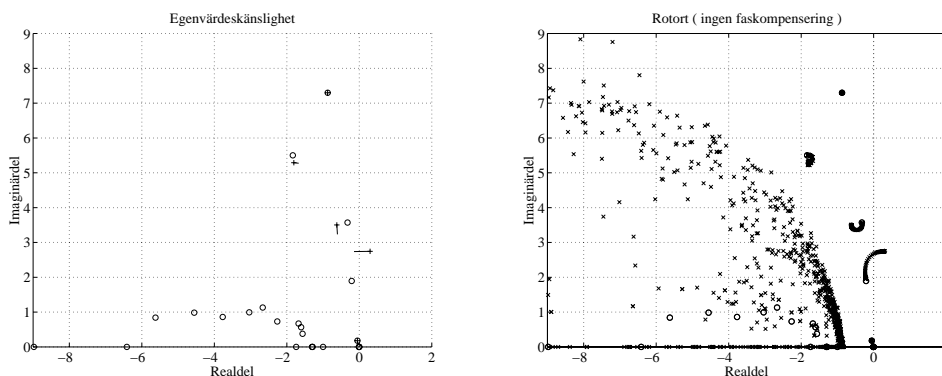 Egenvärdeskänslighet
9
8
7
6
5
4
3
2
1
0
Imaginärdel
−8 −6 −4 −2 0 2
Realdel
Rotort ( ingen faskompensering )
9
8
7
6
5
4
3
2
1
0
Imaginärdel
−8 −6 −4 −2 0
Realdel